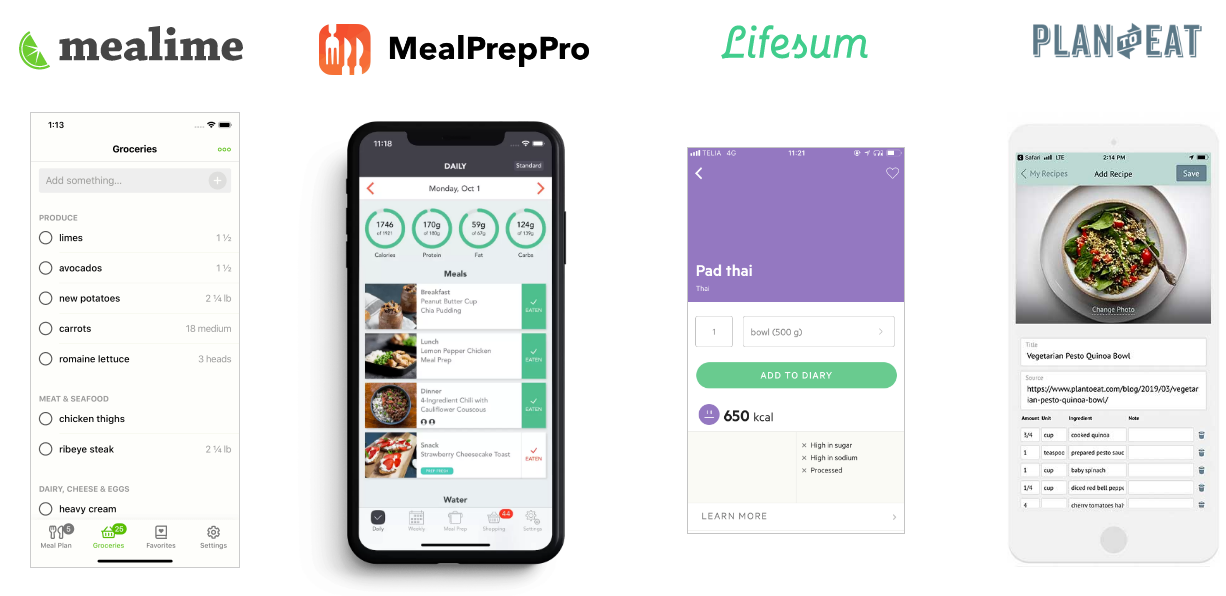 mealime
MealPrepPro
Lifesum
PLAN TO EAT
1:13
Groceries
Add something...
PRODUCE
limes 1 ½
avocados 1 ½
new potatoes 2 ¼ lb
carrots 18 medium
romaine lettuce 3 heads
MEAT & SEAFOOD
chicken thighs
ribeye steak 2 ¼ lb
DAIRY, CHEESE & EGGS
heavy cream
5
25
Meal Plan Groceries Favorites Settings
11:18
DAILY Standard
Monday, Oct 1
1746 170g 59g 124g
of 1921 of 180g of 67g of 139g
Calories Protein Fat Carbs
Meals
Breakfast
Peanut Butter Cup
Chia Pudding
EATEN
Lunch
Lemon Pepper Chicken
Meal Prep
EATEN
Dinner
4-Ingredient Chili with
Cauliflower Couscous
EATEN
Snack
Strawberry Cheesecake Toast
EATEN
Water
44
Daily Weekly Meal Prep Shopping Settings
TELIA 4G 11:21
Pad thai
Thai
1 bowl (500 g)
ADD TO DIARY
650 kcal
× High in sugar
× High in sodium
× Processed
LEARN MORE
Safari LTE 2:14 PM
My Recipes Add Recipe Save
Change Photo
Title
Vegetarian Pesto Quinoa Bowl
Source
https://www.plantoeat.com/blog/2019/03/vegetar
ian-pesto-quinoa-bowl/
Amount Unit Ingredient Note
3/4 cup cooked quinoa
1 teaspoo prepared pesto sauc
1 cup baby spinach
1/4 cup diced red bell peppe
4 cherry tomatoes hal